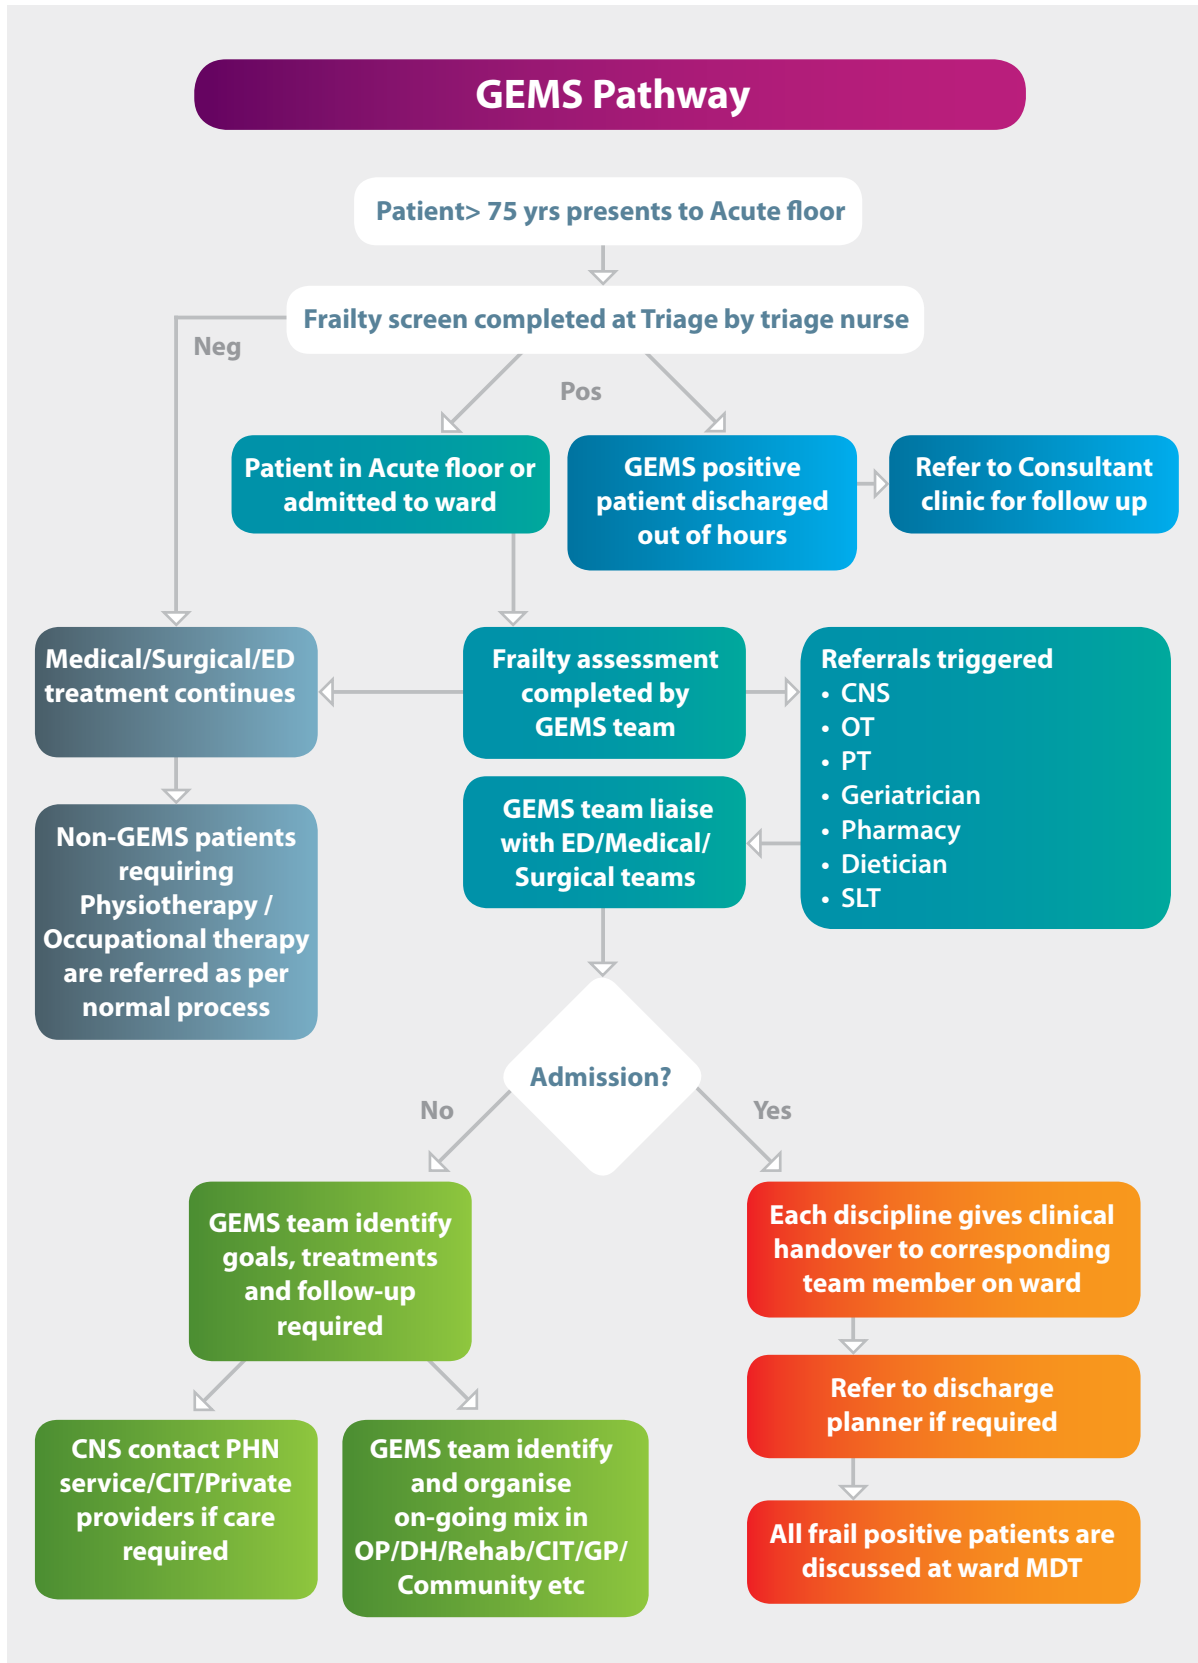 GEMS Pathway
Patient> 75 yrs presents to Acute floor
Frailty screen completed at Triage by triage nurse
Neg
Pos
Patient in Acute floor or
admitted to ward
GEMS positive
patient discharged
out of hours
Refer to Consultant
clinic for follow up
Medical/Surgical/ED
treatment continues
Frailty assessment
completed by
GEMS team
Referrals triggered
• CNS
• OT
• PT
• Geriatrician
• Pharmacy
• Dietician
• SLT
GEMS team liaise
with ED/Medical/
Surgical teams
Non-GEMS patients
requiring
Physiotherapy /
Occupational therapy
are referred as per
normal process
Admission?
No
Yes
GEMS team identify
goals, treatments
and follow-up
required
Each discipline gives clinical
handover to corresponding
team member on ward
Refer to discharge
planner if required
CNS contact PHN
service/CIT/Private
providers if care
required
GEMS team identify
and organise
on-going mix in
OP/DH/Rehab/CIT/GP/
Community etc
All frail positive patients are
discussed at ward MDT